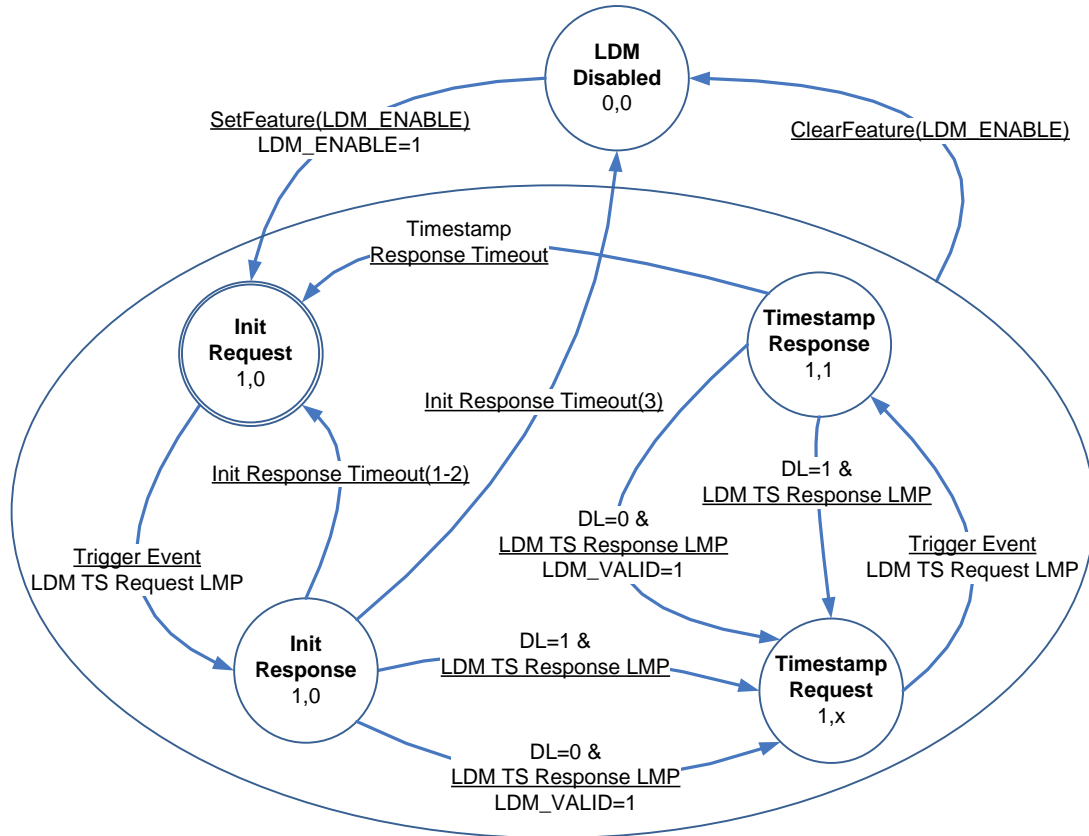 LDM
Disabled
0,0
SetFeature(LDM_ENABLE)
LDM_ENABLE=1
ClearFeature(LDM_ENABLE)
Timestamp
Response Timeout
Init
Request
1,0
Timestamp
Response
1,1
Init Response Timeout(3)
Init Response Timeout(1-2)
DL=1 &
LDM TS Response LMP
DL=0 &
LDM TS Response LMP
LDM_VALID=1
Trigger Event
LDM TS Request LMP
Trigger Event
LDM TS Request LMP
Init
Response
1,0
DL=1 &
LDM TS Response LMP
Timestamp
Request
1,x
DL=0 &
LDM TS Response LMP
LDM_VALID=1